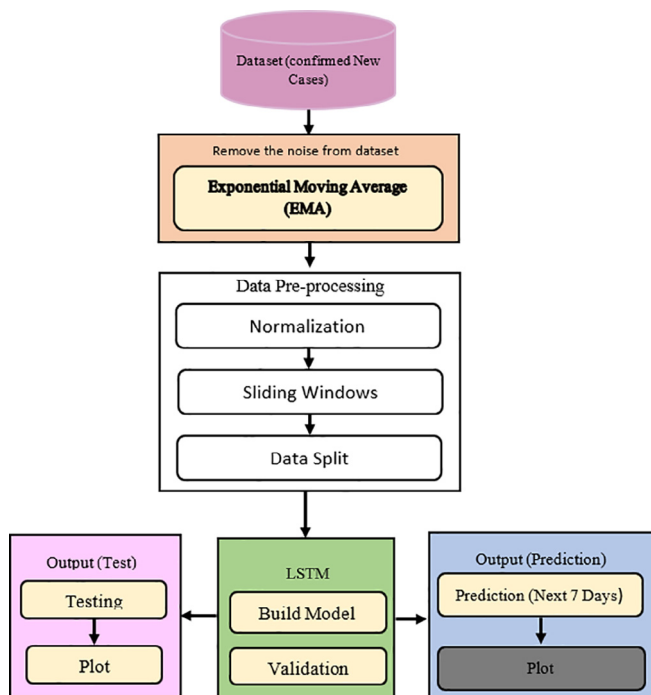 Dataset (confirmed New
Cases)
Remove the noise from dataset
Exponential Moving Average
(EMA)
Data Pre-processing
Normalization
Sliding Windows
Data Split
Output (Test)
Testing
Plot
LSTM
Build Model
Validation
Output (Prediction)
Prediction (Next 7 Days)
Plot